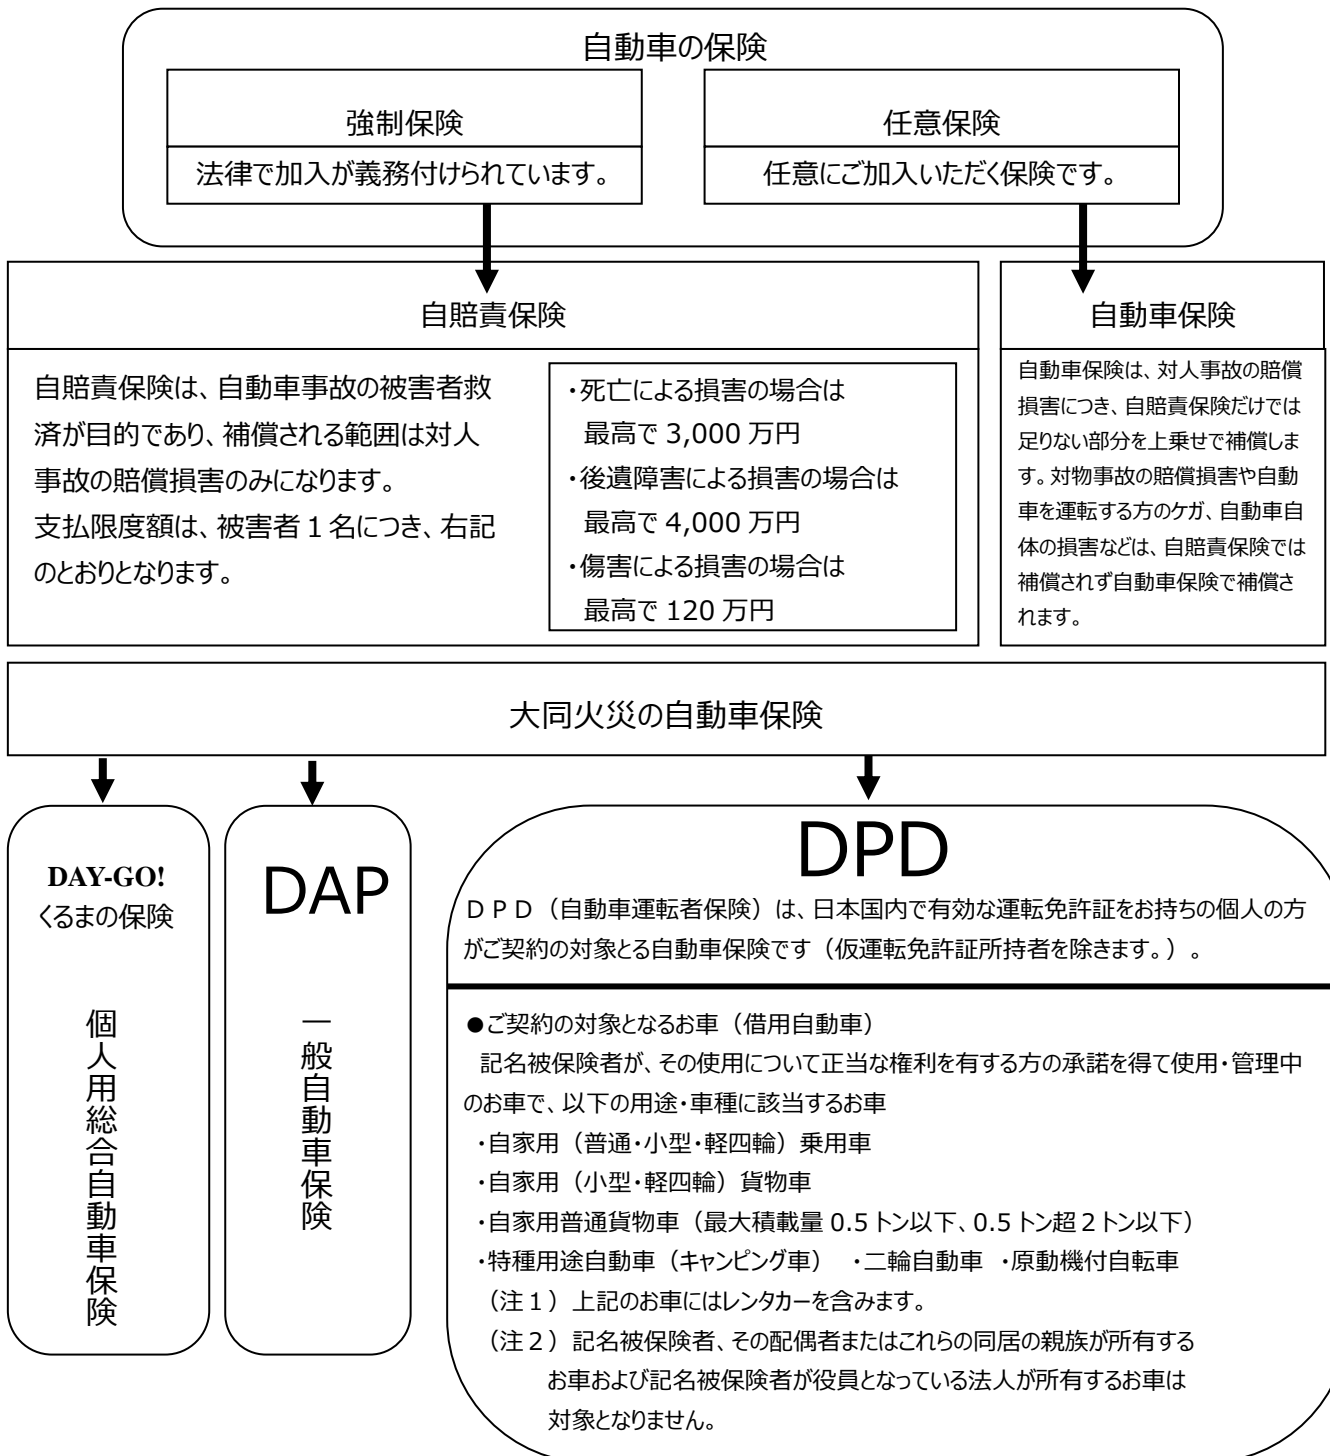 自動車の保険
強制保険
法律で加入が義務付けられています。
任意保険
任意にご加入いただく保険です。
自賠責保険
自賠責保険は、自動車事故の被害者救
済が目的であり、補償される範囲は対人
事故の賠償損害のみになります。
支払限度額は、被害者1名につき、右記
のとおりとなります。
・死亡による損害の場合は
最高で 3,000 万円
・後遺障害による損害の場合は
最高で 4,000 万円
・傷害による損害の場合は
最高で 120 万円
自動車保険
自動車保険は、対人事故の賠償
損害につき、自賠責保険だけでは
足りない部分を上乗せで補償しま
す。対物事故の賠償損害や自動
車を運転する方のケガ、自動車自
体の損害などは、自賠責保険では
補償されず自動車保険で補償さ
れます。
大同火災の自動車保険
DAY-GO!
くるまの保険
個人用総合自動車保険
DAP
一般自動車保険
DPD
DPD(自動車運転者保険)は、日本国内で有効な運転免許証をお持ちの個人の方
がご契約の対象とる自動車保険です(仮運転免許証所持者を除きます。)。
●ご契約の対象となるお車(借用自動車)
記名被保険者が、その使用について正当な権利を有する方の承諾を得て使用・管理中
のお車で、以下の用途・車種に該当するお車
・自家用(普通・小型・軽四輪)乗用車
・自家用(小型・軽四輪)貨物車
・自家用普通貨物車(最大積載量 0.5 トン以下、0.5 トン超2トン以下)
・特種用途自動車(キャンピング車) ・二輪自動車 ・原動機付自転車
(注1)上記のお車にはレンタカーを含みます。
(注2)記名被保険者、その配偶者またはこれらの同居の親族が所有する
お車および記名被保険者が役員となっている法人が所有するお車は
対象となりません。